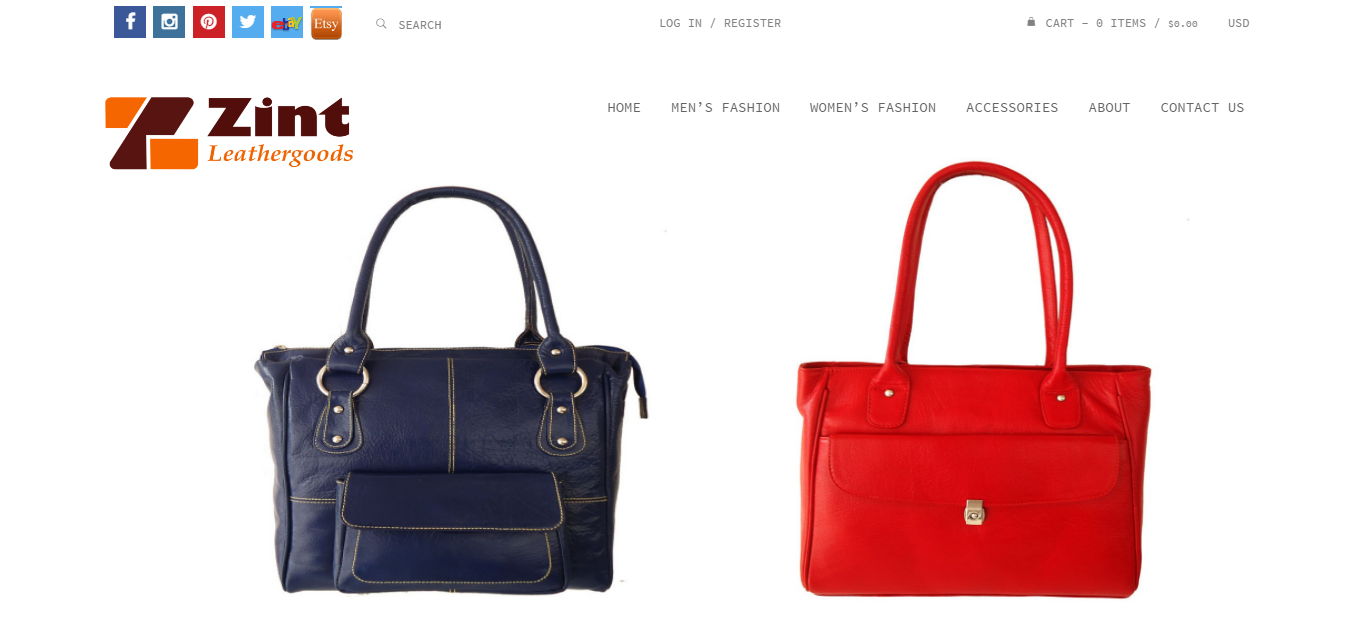 ebay
Etsy
SEARCH
LOG IN / REGISTER
CART – 0 ITEMS / $0.00
USD
Zint
Leathergoods
HOME
MEN’S FASHION
WOMEN’S FASHION
ACCESSORIES
ABOUT
CONTACT US